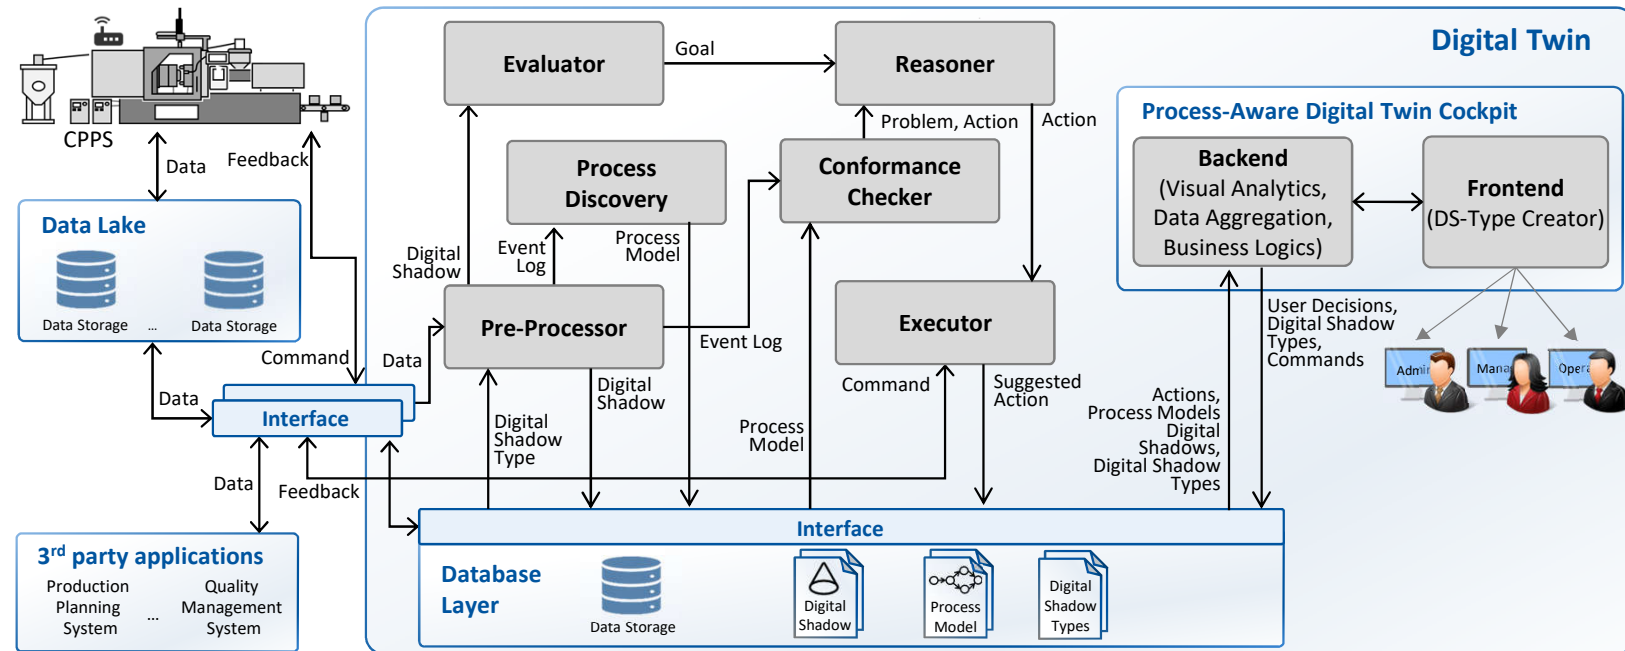 Digital Twin
CPPS
Data
Feedback
Data Lake
Data Storage
...
Data Storage
Command
Data
Interface
Data
3rd party applications
Production
Planning
System
...
Quality
Management
System
Evaluator
Goal
Reasoner
Problem, Action
Action
Process
Discovery
Conformance
Checker
Digital
Shadow
Event
Log
Process
Model
Pre-Processor
Event Log
Executor
Data
Digital
Shadow
Type
Digital
Shadow
Process
Model
Command
Suggested
Action
Feedback
Process-Aware Digital Twin Cockpit
Backend
(Visual Analytics,
Data Aggregation,
Business Logics)
Frontend
(DS-Type Creator)
User Decisions,
Digital Shadow
Types,
Commands
Actions,
Process Models
Digital
Shadows,
Digital Shadow
Types
Interface
Database
Layer
Data Storage
Digital
Shadow
Process
Model
Digital
Shadow
Types
Admin
Mana
Opera